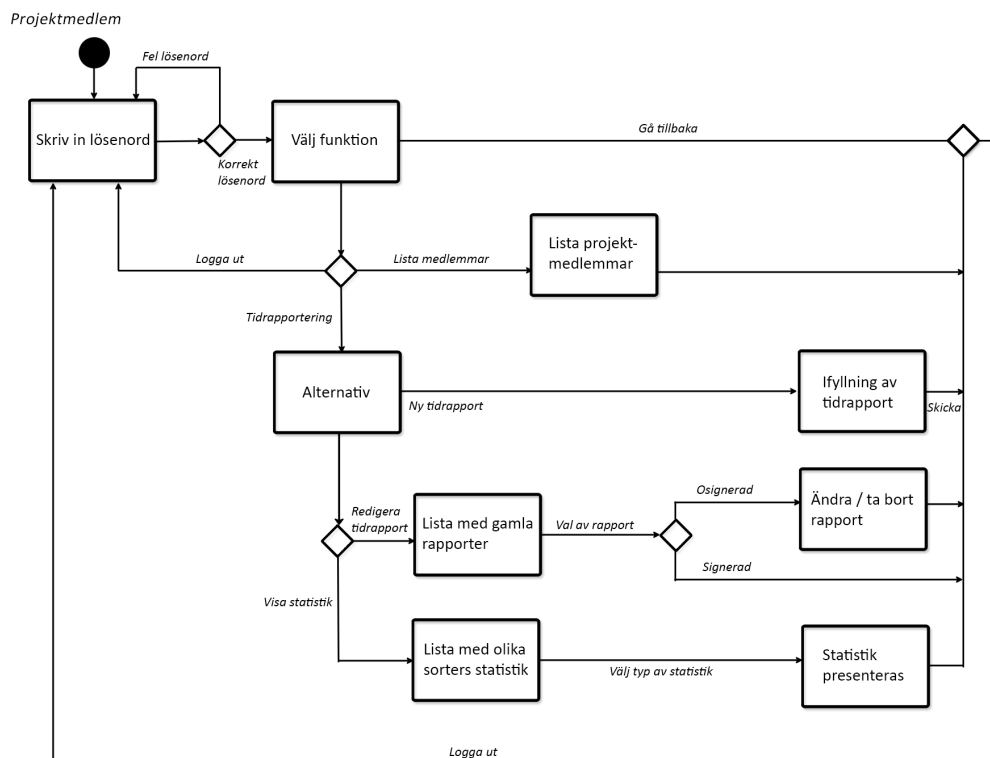 Projektmedlem
Fel lösenord
Skriv in lösenord
Välj funktion
Gå tillbaka
Korrekt
lösenord
Lista projekt-
medlemmar
Logga ut
Lista medlemmar
Tidrapportering
Alternativ
Ny tidrapport
Ifyllning av
tidrapport
Skicka
Redigera
tidrapport
Lista med gamla
rapporter
Val av rapport
Osignerad
Ändra / ta bort
rapport
Signerad
Visa statistik
Lista med olika
sorters statistik
Välj typ av statistik
Statistik
presenteras
Logga ut